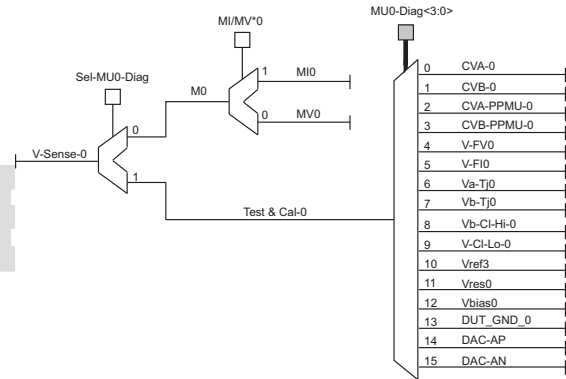 MU0-Diag<3:0>
MI/MV*0
Sel-MU0-Diag
0 CVA-0
1 CVB-0
2 CVA-PPMU-0
3 CVB-PPMU-0
4 V-FV0
5 V-FI0
6 Va-Tj0
7 Vb-Tj0
8 Vb-Cl-Hi-0
9 V-Cl-Lo-0
10 Vref3
11 Vres0
12 Vbias0
13 DUT_GND_0
14 DAC-AP
15 DAC-AN
1 MI0
M0
0 MV0
0
V-Sense-0
1
Test & Cal-0